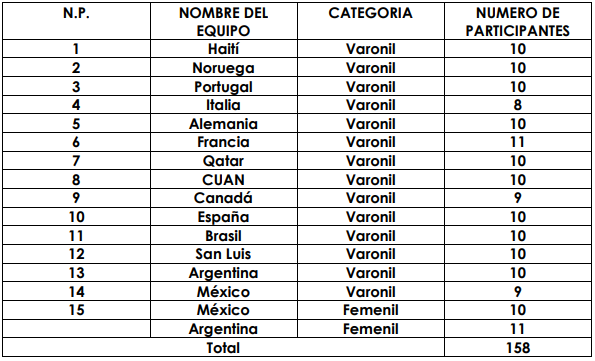 N.P. NOMBRE DEL EQUIPO CATEGORIA NUMERO DE PARTICIPANTES
1 Haití Varonil 10
2 Noruega Varonil 10
3 Portugal Varonil 10
4 Italia Varonil 8
5 Alemania Varonil 10
6 Francia Varonil 11
7 Qatar Varonil 10
8 CUAN Varonil 10
9 Canadá Varonil 9
10 España Varonil 10
11 Brasil Varonil 10
12 San Luis Varonil 10
13 Argentina Varonil 10
14 México Varonil 9
15 México Femenil 10
Argentina Femenil 11
Total 158